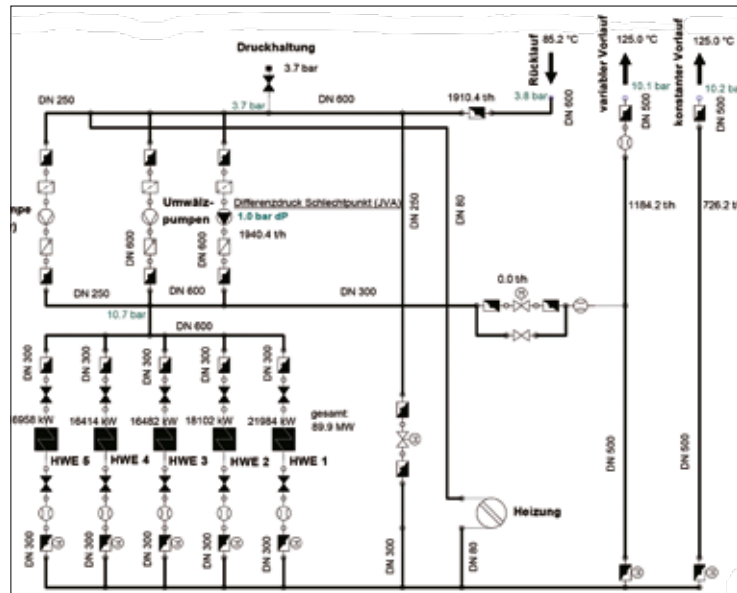 Druckhaltung
3.7 bar
3.7 bar
Rücklauf
85.2 °C
3.8 bar
DN 600
variabler Vorlauf
125.0 °C
10.1 bar
DN 500
konstanter Vorlauf
125.0 °C
10.2 bar
DN 500
DN 250
DN 600
1910.4 t/h
Umwälz-
pumpen
Differenzdruck Schlechtpunkt (JVA)
1.0 bar dP
1940.4 t/h
DN 600
DN 600
DN 250
DN 80
1184.2 t/h
726.2 t/h
DN 250
DN 600
DN 300
0.0 t/h
10.7 bar
DN 600
DN 300
DN 300
DN 300
DN 300
DN 300
6958 kW
16414 kW
16482 kW
18102 kW
21984 kW
gesamt:
89.9 MW
HWE 5
HWE 4
HWE 3
HWE 2
HWE 1
Heizung
DN 300
DN 300
DN 300
DN 300
DN 300
DN 300
DN 80
DN 500
DN 500